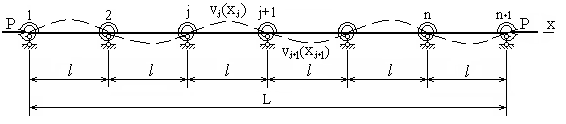 1 2 j v_j(x_j) j+1 n n+1
P P x
v_{j+1}(x_{j+1})
l l l l l l
L